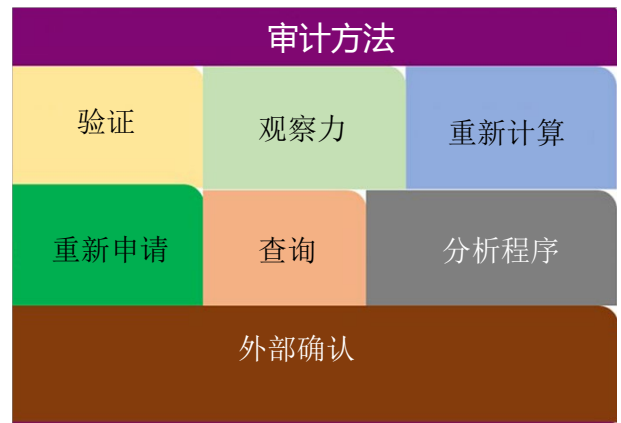 审计方法
验证
观察力
重新计算
重新申请
查询
分析程序
外部确认